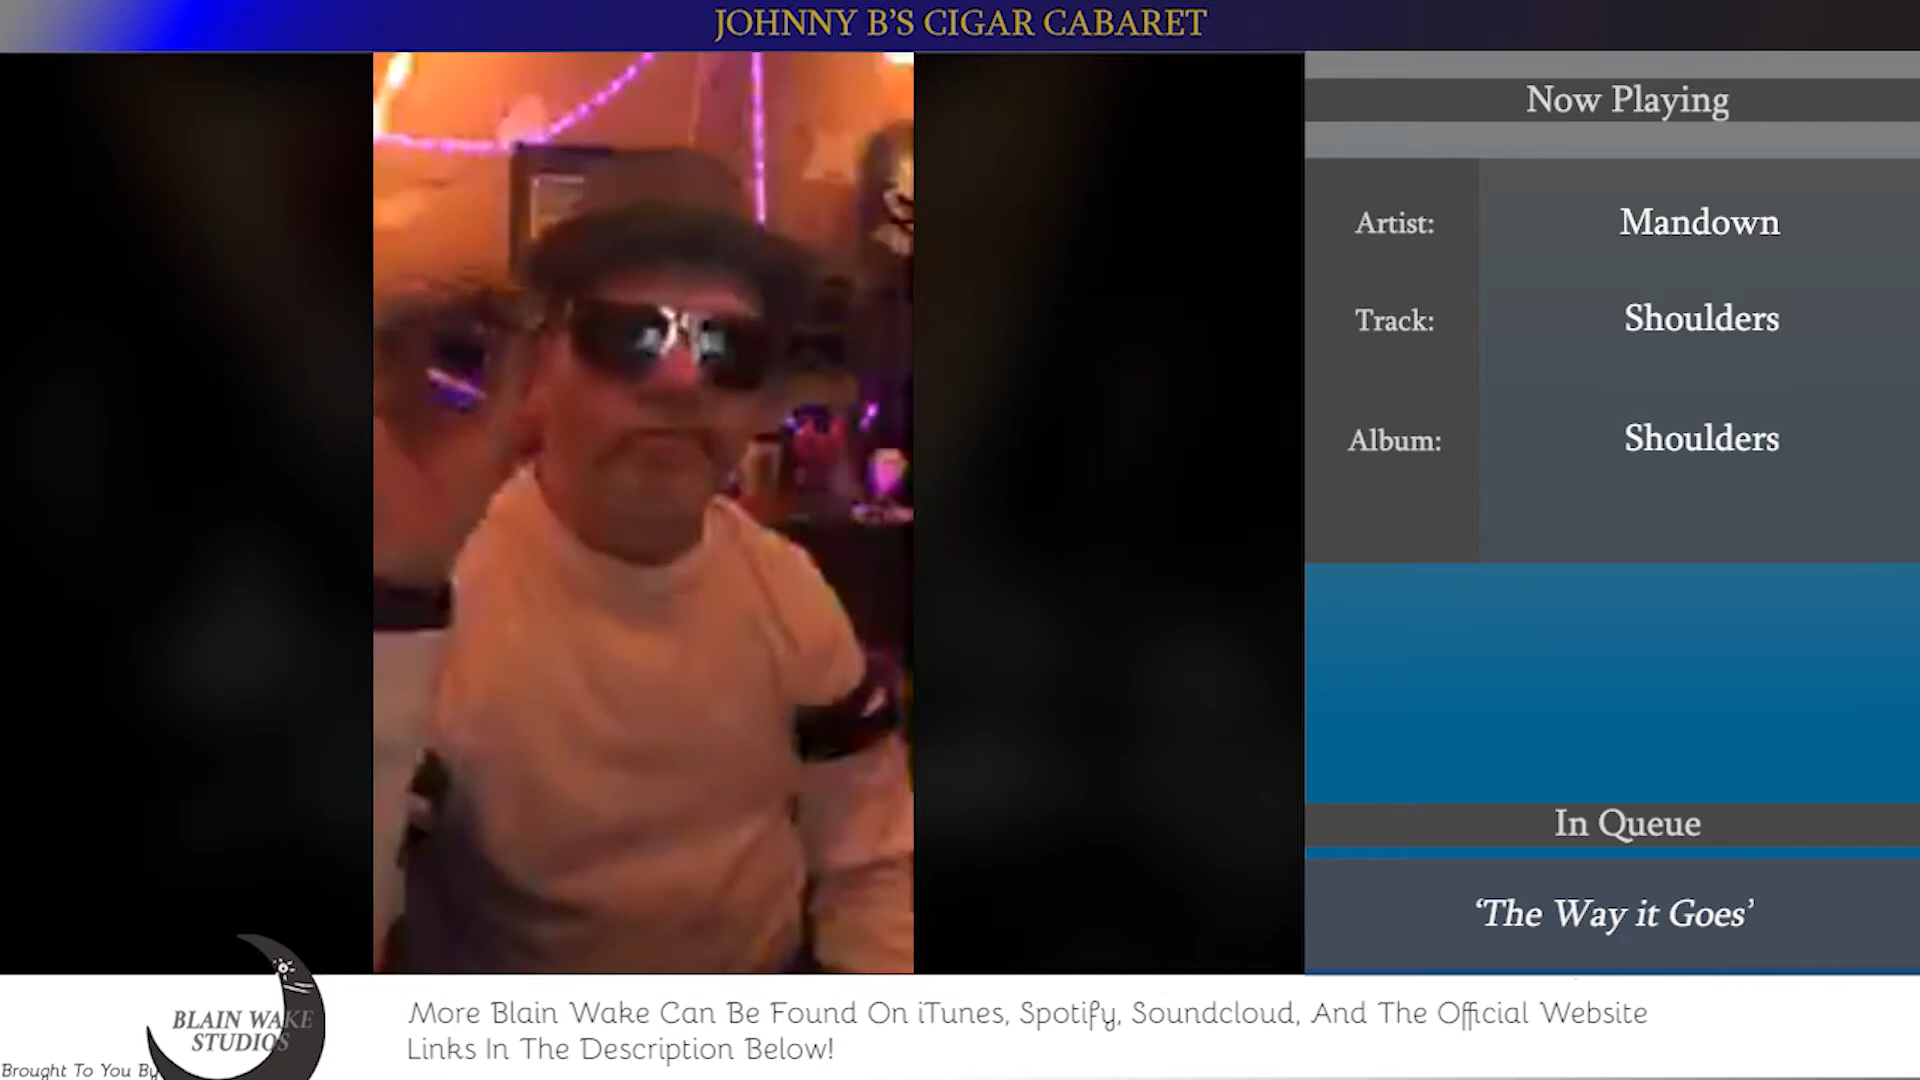 JOHNNY B'S CIGAR CABARET
Now Playing
Artist: Mandown
Track: Shoulders
Album: Shoulders
In Queue
'The Way it Goes'
BLAIN WAKE
STUDIOS
Brought To You By
More Blain Wake Can Be Found On iTunes, Spotify, Soundcloud, And The Official Website
Links In The Description Below!